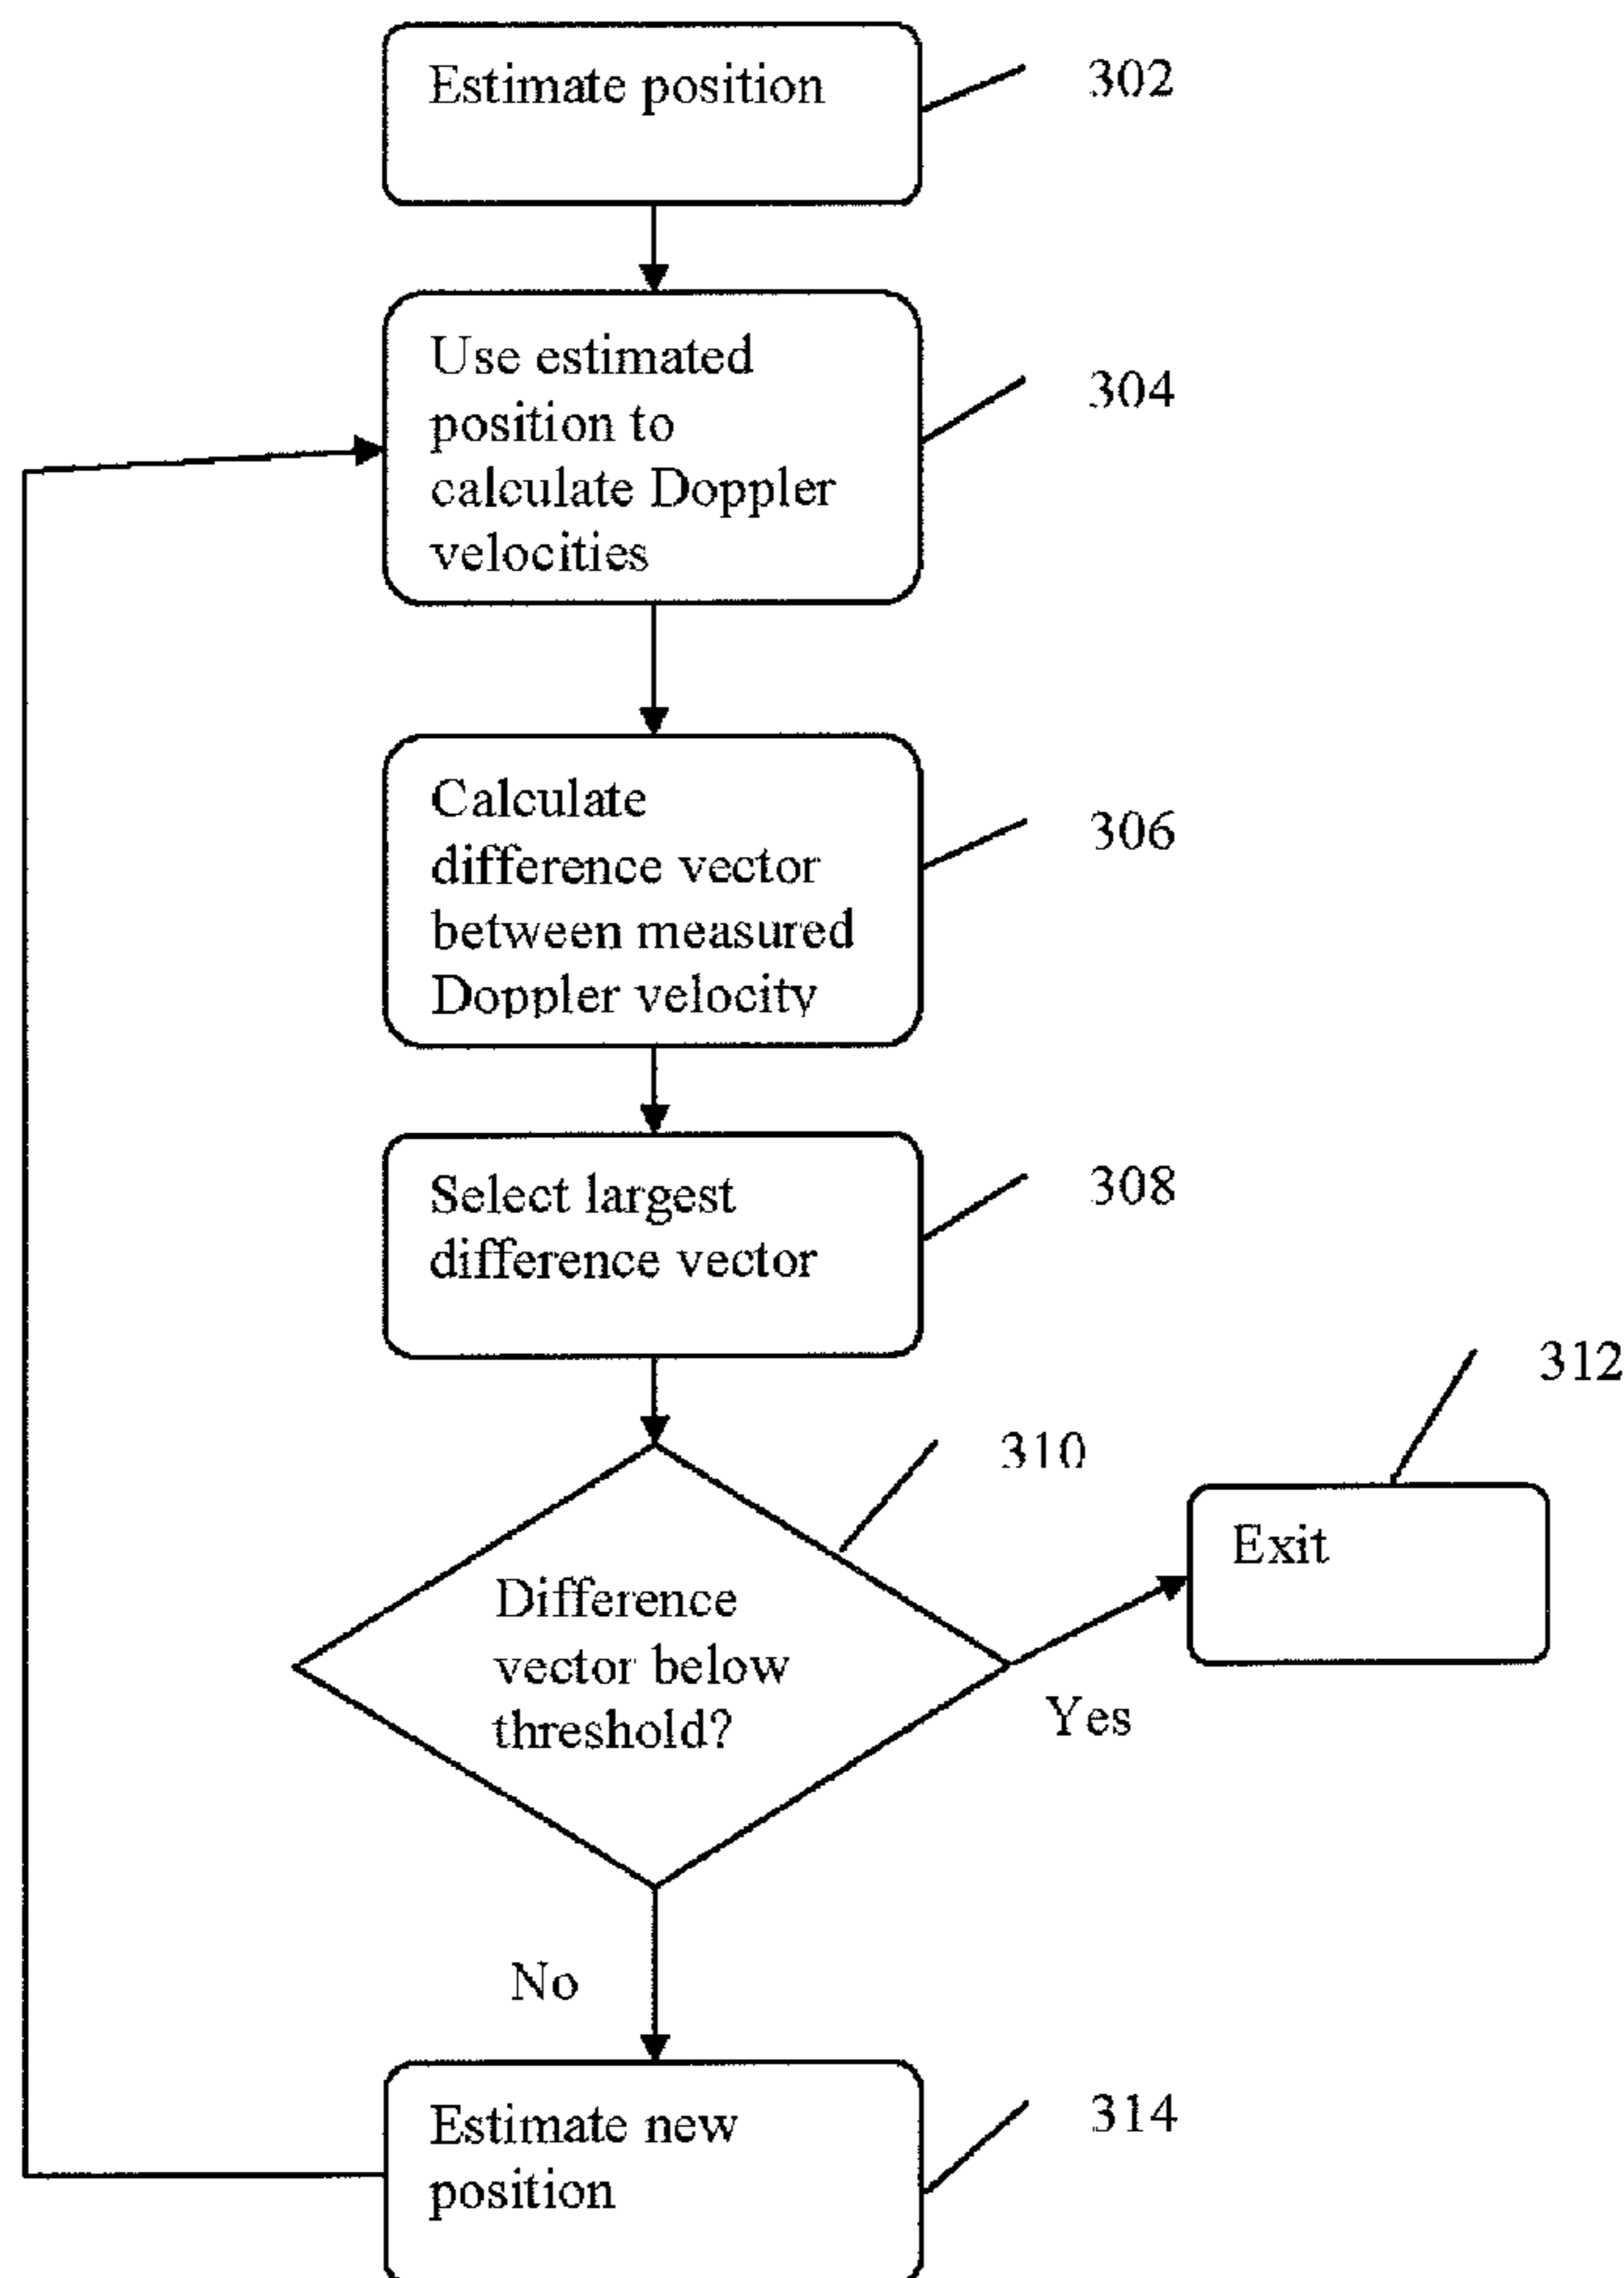 Estimate position
302
Use estimated
position to
calculate Doppler
velocities
304
Calculate
difference vector
between measured
Doppler velocity
306
Select largest
difference vector
308
312
310
Exit
Difference
vector below
threshold?
Yes
No
Estimate new
position
314